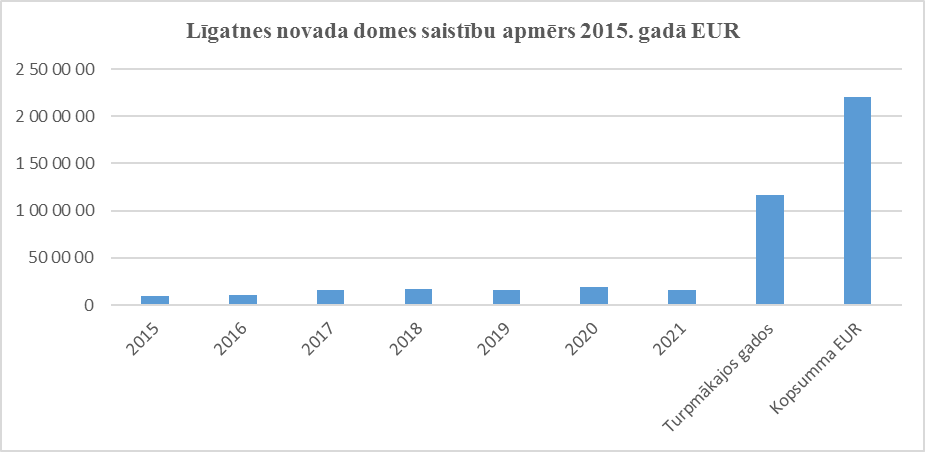 Līgatnes novada domes saistību apmērs 2015. gadā EUR
2 50 00 00
2 00 00 00
1 50 00 00
1 00 00 00
50 00 00
0
2015
2016
2017
2018
2019
2020
2021
Turpmākajos gados
Kopsumma EUR